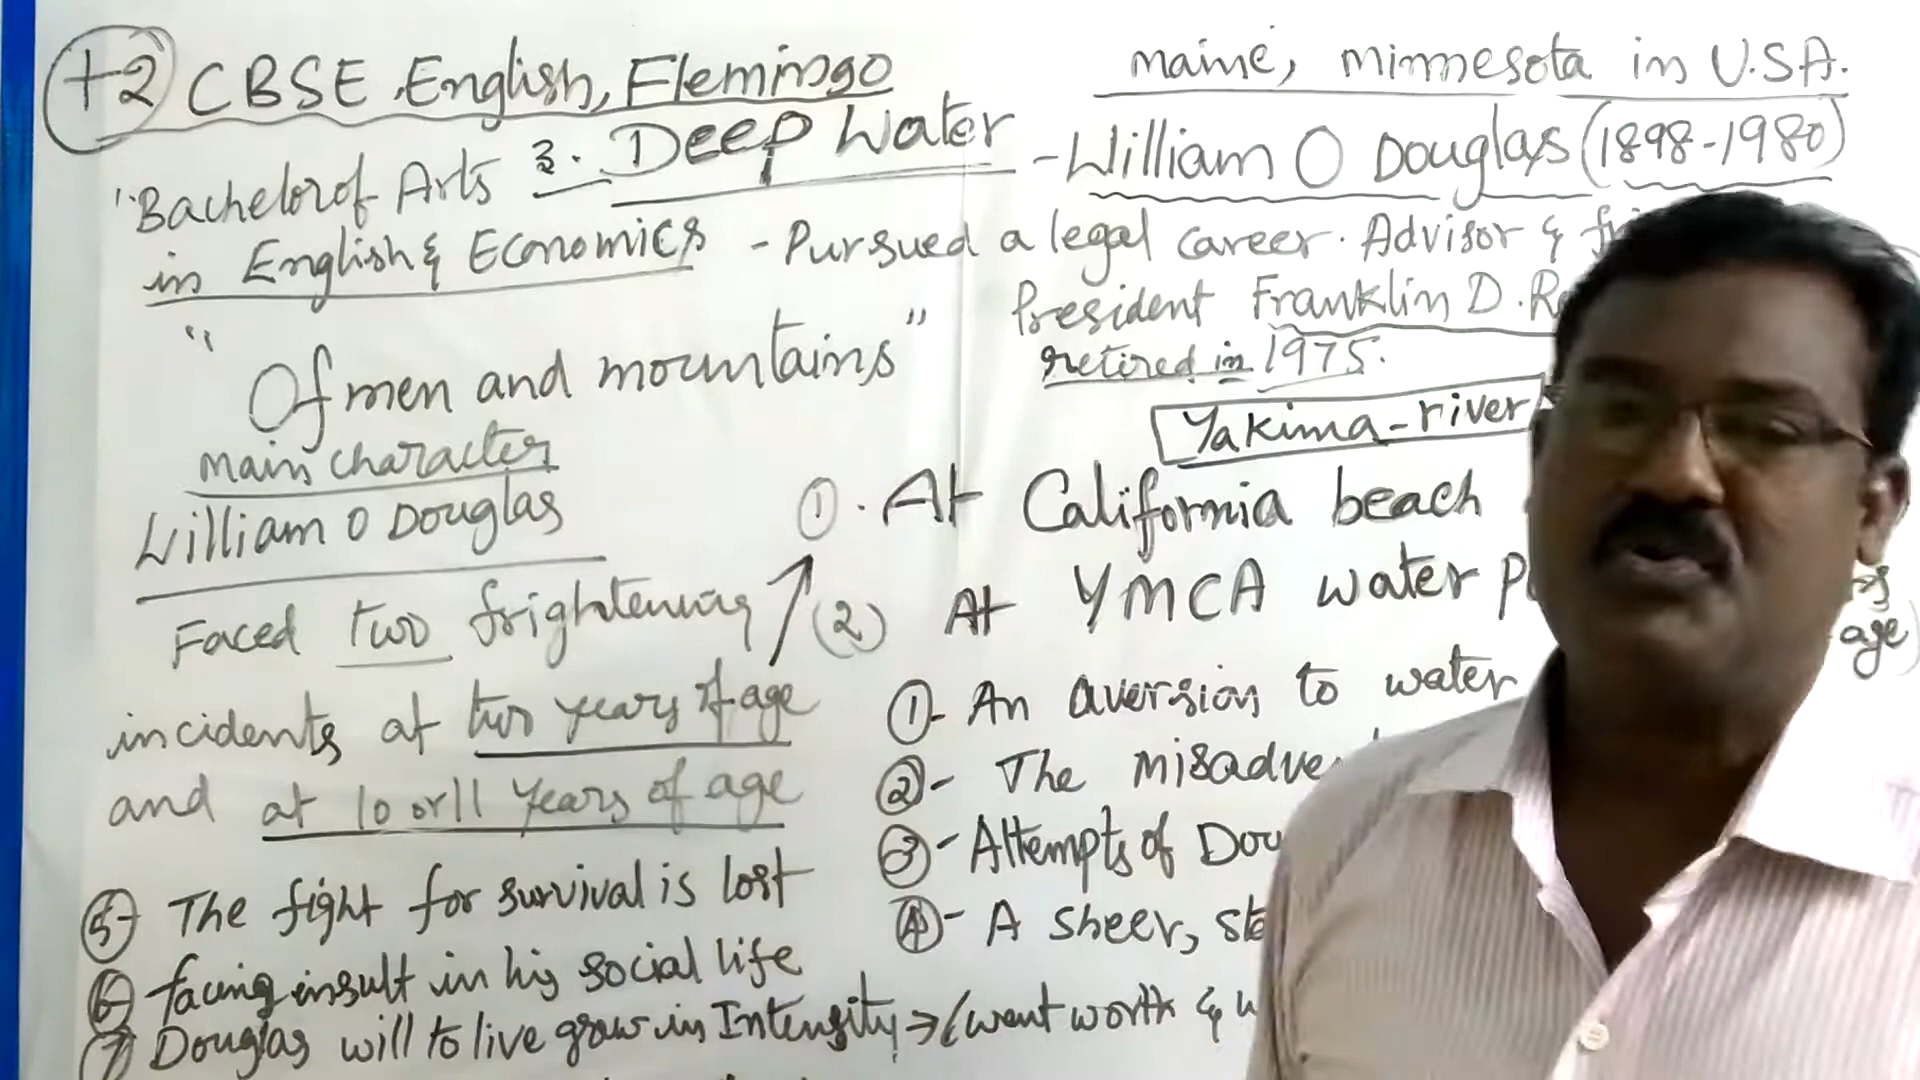 +2 CBSE, English, Flemingo
maine, minnesota in U.S.A.
3. Deep Water
-William O Douglas (1898-1980)
"Bachelor of Arts
in English & Economics
-Pursued a legal career. Advisor &
President Franklin D.
retired in 1975.
"Of men and mountains"
Yakima-river
main character
William O Douglas
①. At California beach
(2) At YMCA water
age)
Faced two frightening
incidents at two years of age
and at 10 or 11 years of age
①- An aversion to water
②- The
③- Attempts of
④- A sheer,
⑤- The fight for survival is lost
⑥- facing insult in his social life
⑦ Douglas will to live grow in Intensity → (went worth &